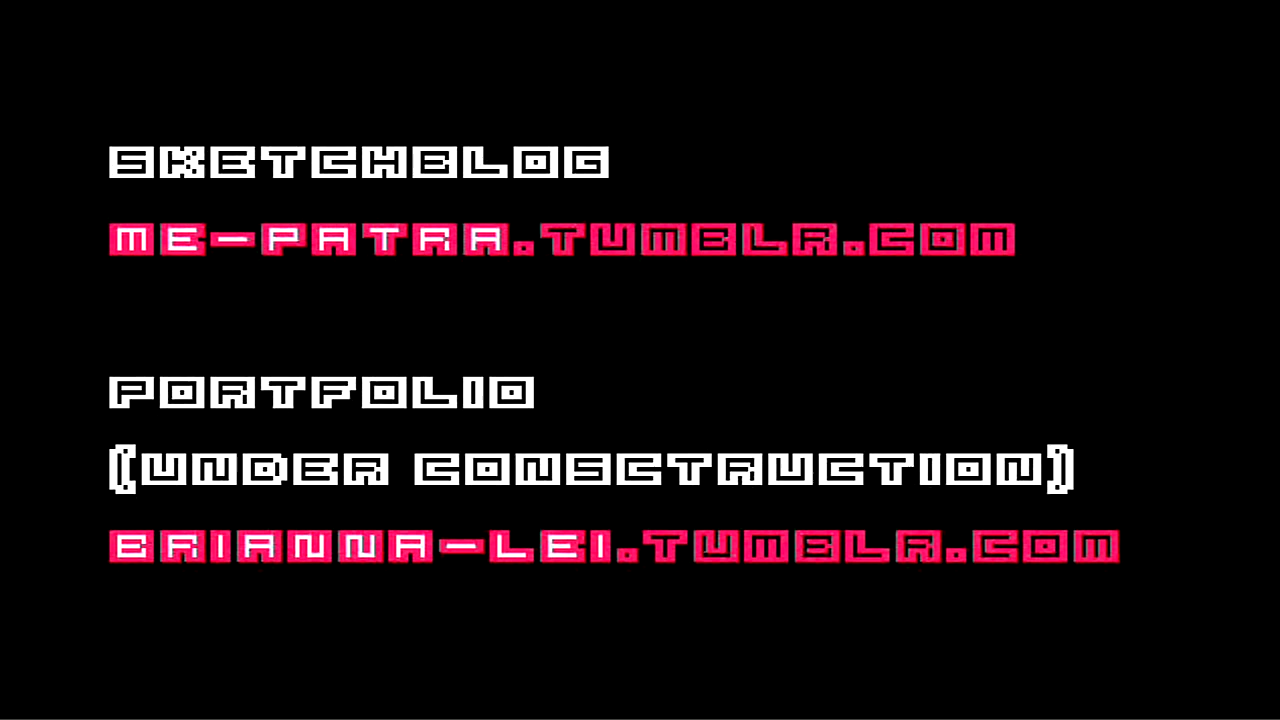 SKETCHBLOG
ME-PATRA.TUMBLR.COM
PORTFOLIO
(UNDER CONSCTRUCTION)
BRIANNA-LEI.TUMBLR.COM